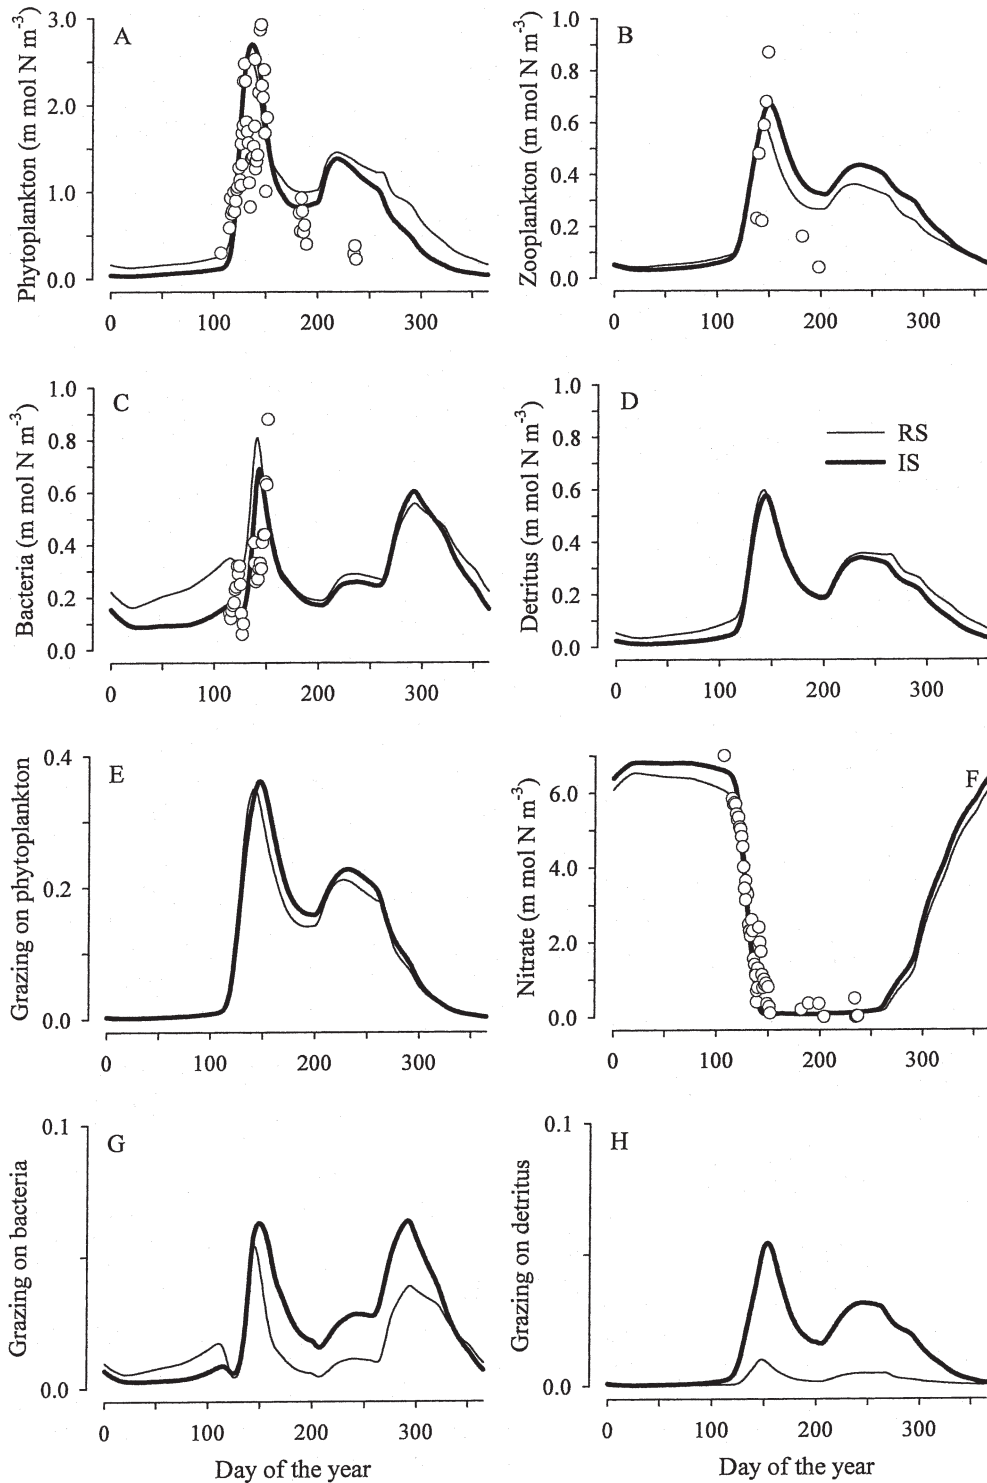 A
Phytoplankton (m mol N m-3)
3.0
2.0
1.0
0.0
0 100 200 300
B
Zooplankton (m mol N m-3)
1.0
0.8
0.6
0.4
0.2
0.0
0 100 200 300
C
Bacteria (m mol N m-3)
1.0
0.8
0.6
0.4
0.2
0.0
0 100 200 300
D
RS
IS
Detritus (m mol N m-3)
1.0
0.8
0.6
0.4
0.2
0.0
0 100 200 300
E
Grazing on phytoplankton
0.4
0.2
0.0
0 100 200 300
F
Nitrate (m mol N m-3)
6.0
4.0
2.0
0.0
0 100 200 300
G
Grazing on bacteria
0.1
0.0
0 100 200 300
Day of the year
H
Grazing on detritus
0.1
0.0
0 100 200 300
Day of the year